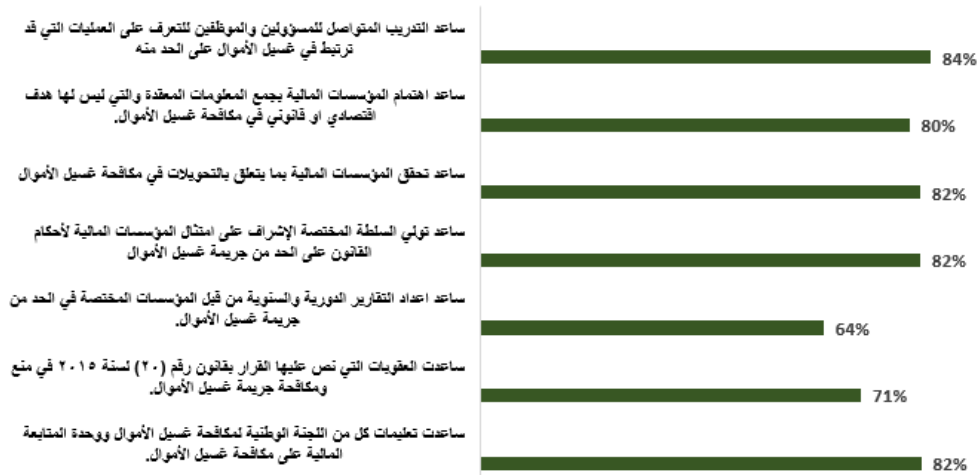 ساعد التدريب المتواصل للمسؤولين والموظفين للتعرف على العمليات التي قد
ترتبط في غسيل الأموال على الحد منه
84%
ساعد اهتمام المؤسسات المالية بجمع المعلومات المعقدة والتي ليس لها هدف
اقتصادي او قانوني في مكافحة غسيل الأموال.
80%
ساعد تحقق المؤسسات المالية بما يتعلق بالتحويلات في مكافحة غسيل الأموال
82%
ساعد تولي السلطة المختصة الإشراف على امتثال المؤسسات المالية لأحكام
القانون على الحد من جريمة غسيل الأموال
82%
ساعد اعداد التقارير الدورية والسنوية من قبل المؤسسات المختصة في الحد من
جريمة غسيل الأموال.
64%
ساعدت العقوبات التي نص عليها القرار بقانون رقم (٢٠) لسنة ٢٠١٥ في منع
ومكافحة جريمة غسيل الأموال.
71%
ساعدت تعليمات كل من اللجنة الوطنية لمكافحة غسيل الأموال ووحدة المتابعة
المالية على مكافحة غسيل الأموال.
82%